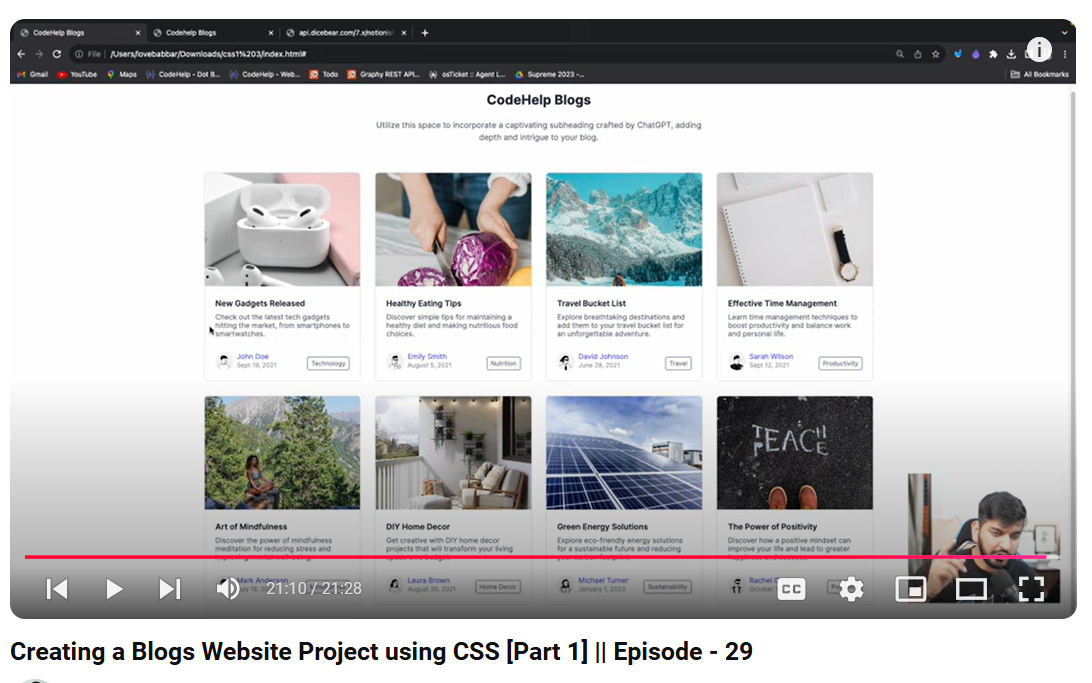 CodeHelp Blogs
Codehelp Blogs
api.dicebear.com/7.x/notionis
File
/Users/lovebabbar/Downloads/css1%203/index.html#
Gmail
YouTube
Maps
CodeHelp - Dot B...
CodeHelp - Web...
Todo
Graphy REST API...
osTicket :: Agent L...
Supreme 2023 -...
All Bookmarks
CodeHelp Blogs
Utilize this space to incorporate a captivating subheading crafted by ChatGPT, adding
depth and intrigue to your blog.
New Gadgets Released
Check out the latest tech gadgets
hitting the market, from smartphones to
smartwatches.
John Doe
Sept 19, 2021
Technology
Healthy Eating Tips
Discover simple tips for maintaining a
healthy diet and making nutritious food
choices.
Emily Smith
August 5, 2021
Nutrition
Travel Bucket List
Explore breathtaking destinations and
add them to your travel bucket list for
an unforgettable adventure.
David Johnson
June 28, 2021
Travel
Effective Time Management
Learn time management techniques to
boost productivity and balance work
and personal life.
Sarah Wilson
Sept 12, 2021
Productivity
TEACH
Art of Mindfulness
Discover the power of mindfulness
meditation for reducing stress and
Mark Anderson
DIY Home Decor
Get creative with DIY home decor
projects that will transform your living
Laura Brown
August 30, 2021
Home Decor
Green Energy Solutions
Explore eco-friendly energy solutions
for a sustainable future and reducing
Michael Turner
January 1, 2023
Sustainability
The Power of Positivity
Discover how a positive mindset can
improve your life and lead to greater
Rachel
October
21:10 / 21:28
CC
Creating a Blogs Website Project using CSS [Part 1] || Episode - 29